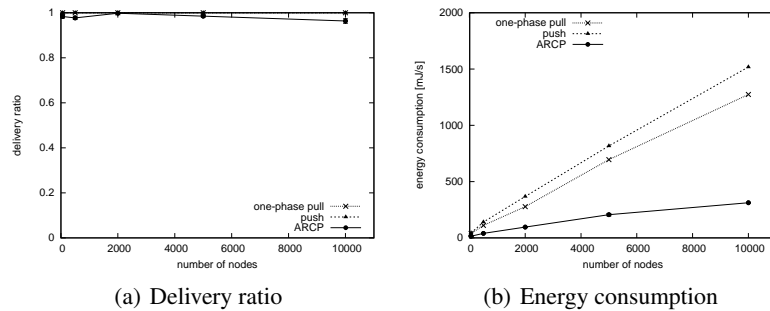 1
0.8
0.6
0.4
0.2
0
delivery ratio
0 2000 4000 6000 8000 10000
number of nodes
one-phase pull
push
ARCP
(a) Delivery ratio
2000
1500
1000
500
0
energy consumption [mJ/s]
0 2000 4000 6000 8000 10000
number of nodes
one-phase pull
push
ARCP
(b) Energy consumption